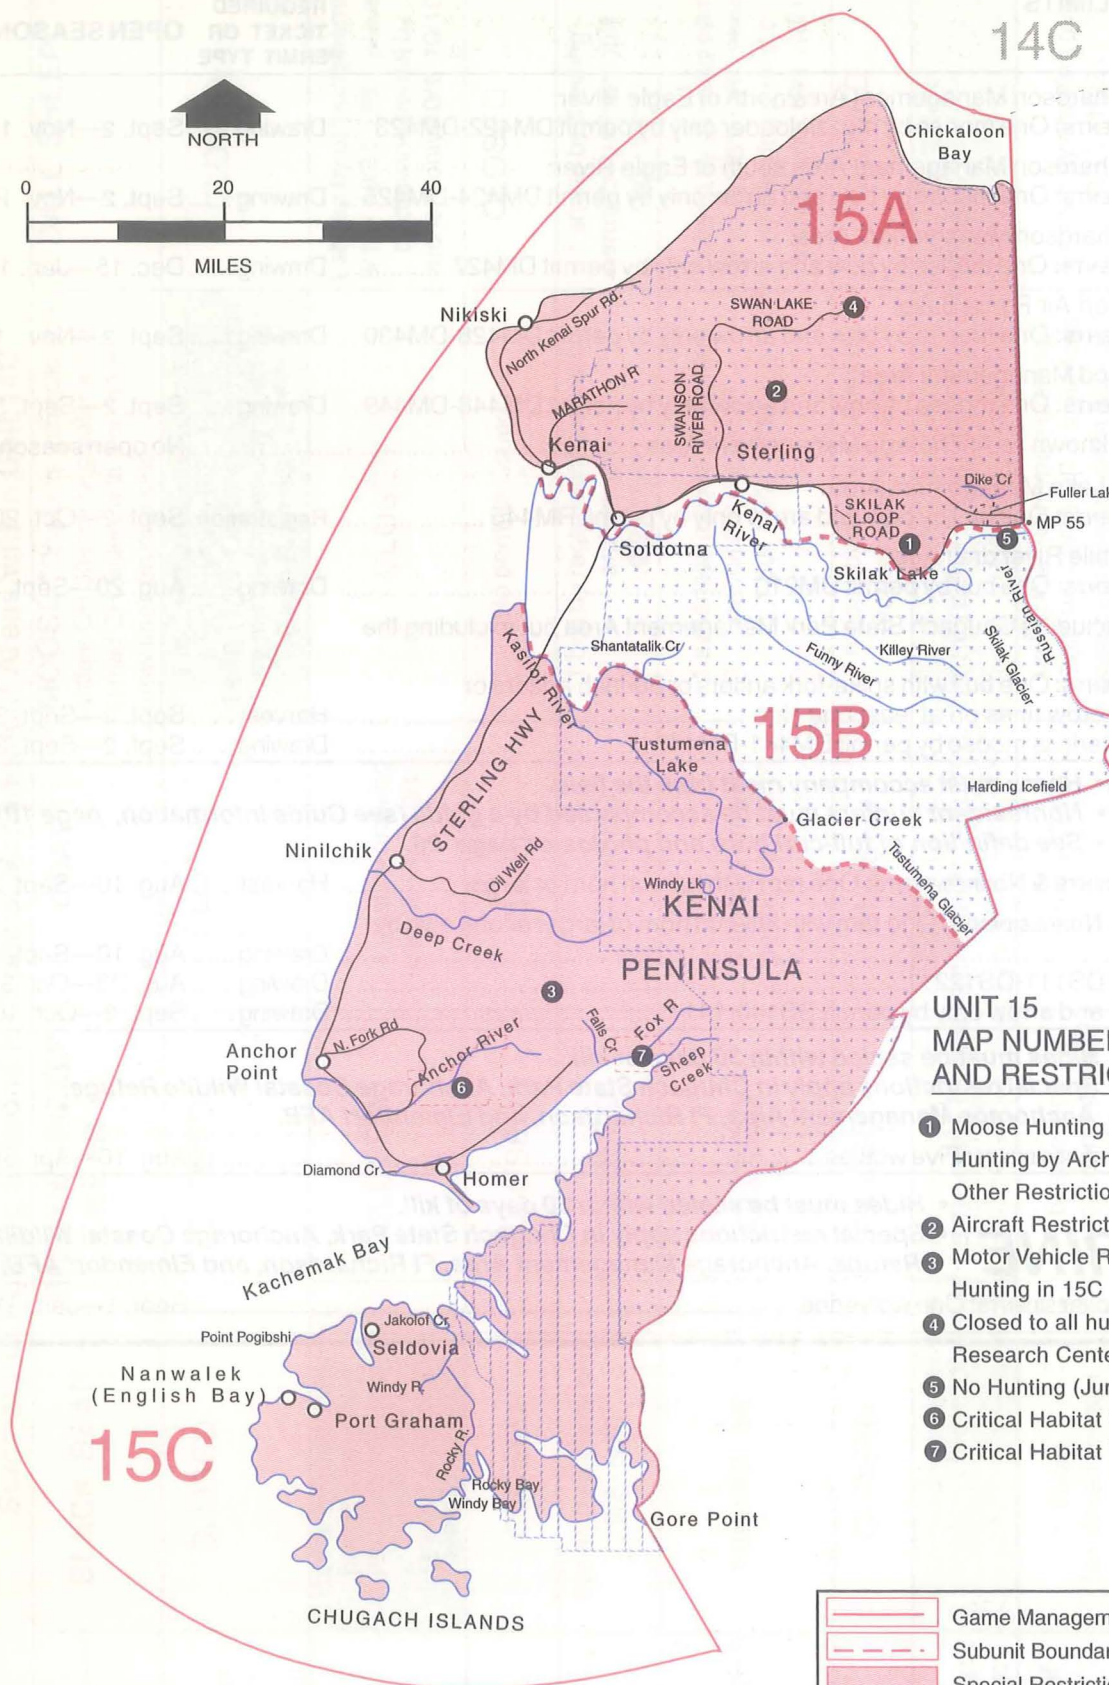 14C
NORTH
0 20 40
MILES
Chickaloon
Bay
15A
Nikiski
North Kenai Spur Rd.
SWAN LAKE
ROAD
4
MARATHON R
SWANSON
RIVER ROAD
2
Kenai
Sterling
Dike Cr
SKILAK
LOOP
ROAD
MP 55
1
5
Kenai
River
Soldotna
Skilak Lake
Russian River
Skilak Glacier
Kasilof River
Shantatalik Cr
Funny River
Killey River
15B
Tustumena
Lake
Harding Icefield
STERLING HWY
Glacier Creek
Ninilchik
Oil Well Rd
Tustumena Glacier
Windy Lk
KENAI
PENINSULA
Deep Creek
3
N. Fork Rd
Anchor
Point
Anchor River
6
Falls Cr
Fox R
7
Sheep
Creek
Diamond Cr
Homer
Kachemak Bay
Jakolof Cr
Point Pogibshi
Seldovia
Nanwalek
(English Bay)
Windy R.
Port Graham
15C
Rocky R.
Rocky Bay
Windy Bay
Gore Point
CHUGACH ISLANDS
UNIT 15
MAP NUMBE
AND RESTRI
1 Moose Hunting
Hunting by Arch
Other Restrictio
2 Aircraft Restrict
3 Motor Vehicle R
Hunting in 15C
4 Closed to all hu
Research Cente
5 No Hunting (Ju
6 Critical Habitat
7 Critical Habitat
Game Managem
Subunit Boundar
Special Restriction